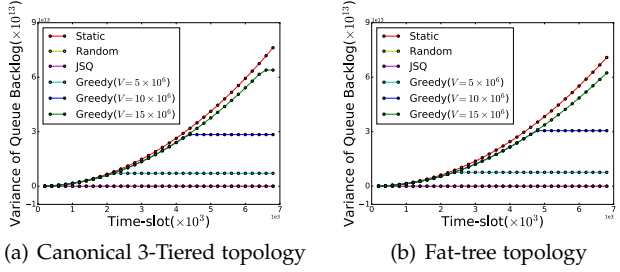 1e13
1e13
Variance of Queue Backlog(×10¹³)
9
6
3
0
−1
Static
Random
JSQ
Greedy(V = 5 × 10⁶)
Greedy(V = 10 × 10⁶)
Greedy(V = 15 × 10⁶)
0 1 2 3 4 5 6 7
1e3
Time-slot(×10³)
(a) Canonical 3-Tiered topology
Variance of Queue Backlog(×10¹³)
9
6
3
0
−1
Static
Random
JSQ
Greedy(V = 5 × 10⁶)
Greedy(V = 10 × 10⁶)
Greedy(V = 15 × 10⁶)
0 1 2 3 4 5 6 7
1e3
Time-slot(×10³)
(b) Fat-tree topology